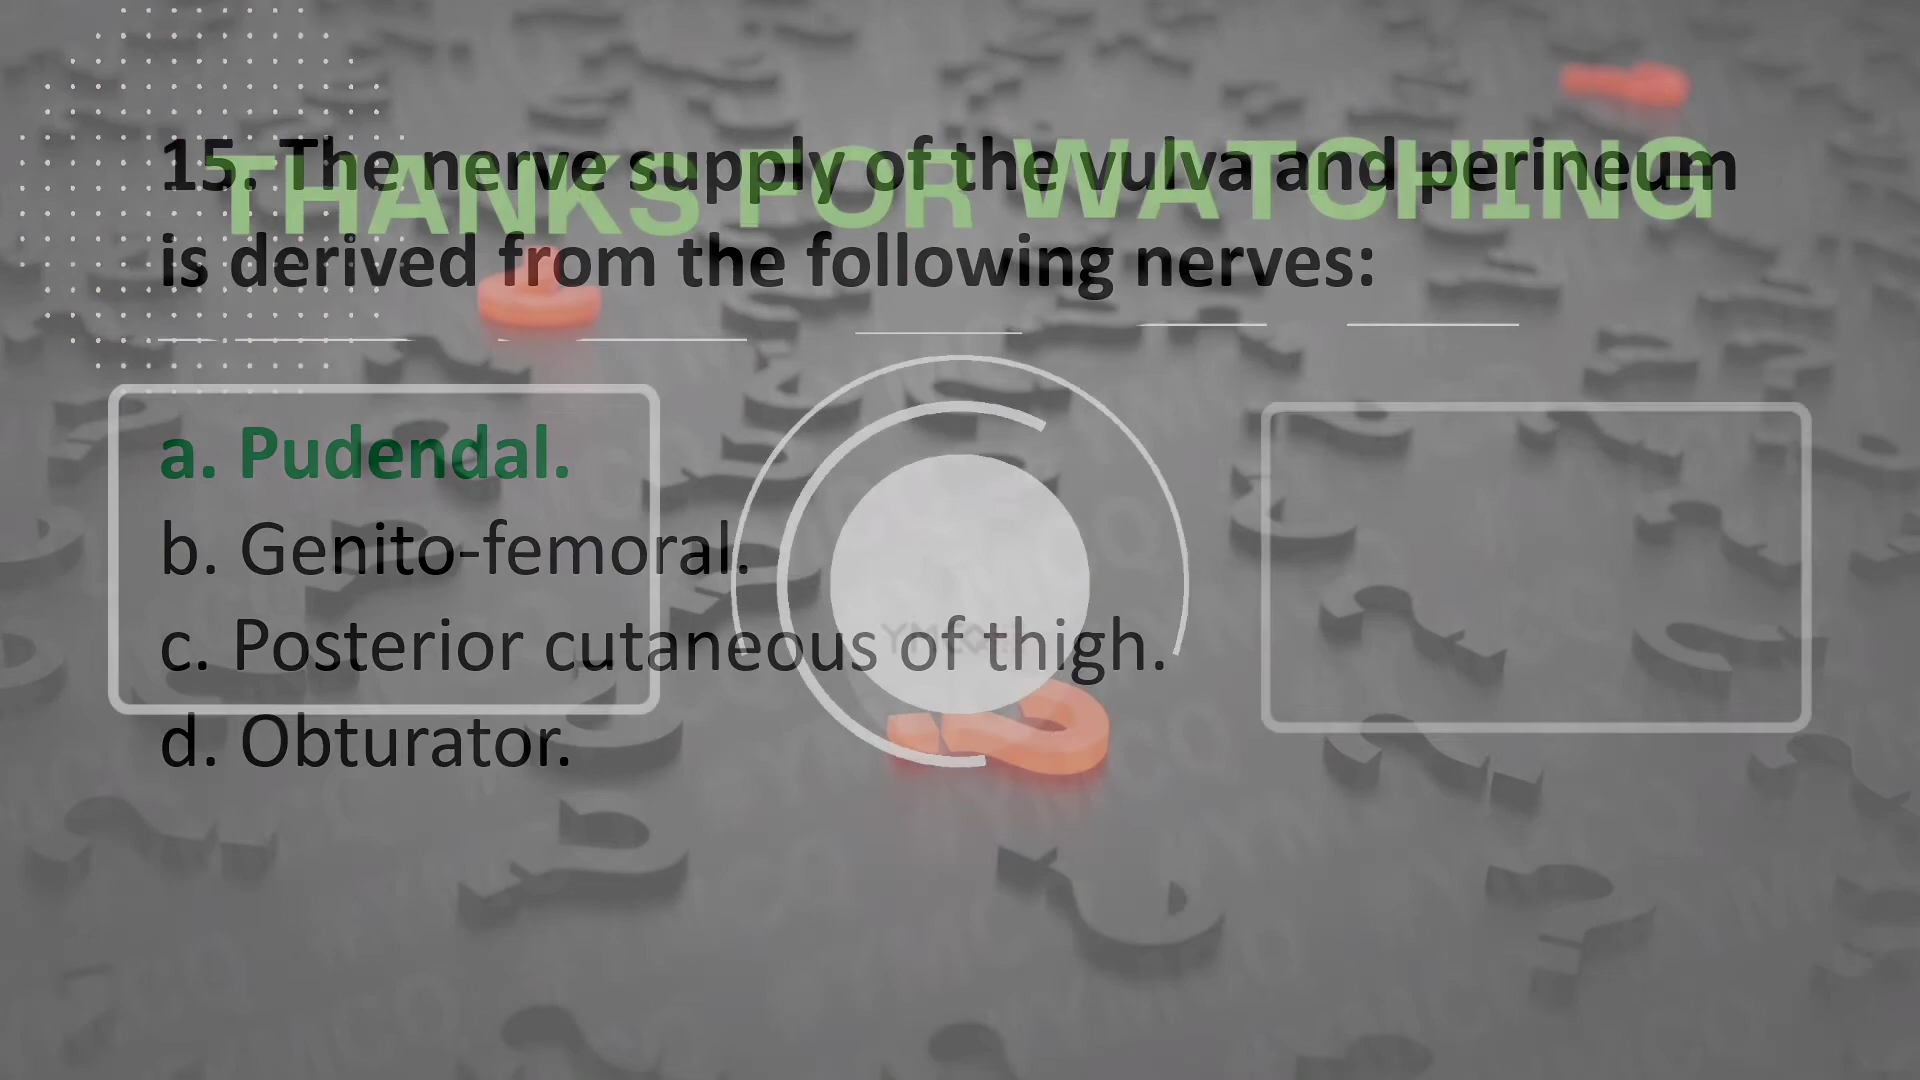 15. The nerve supply of the vulva and perineum
THANKS FOR WATCHING
is derived from the following nerves:
a. Pudendal.
b. Genito-femoral.
c. Posterior cutaneous of thigh.
d. Obturator.